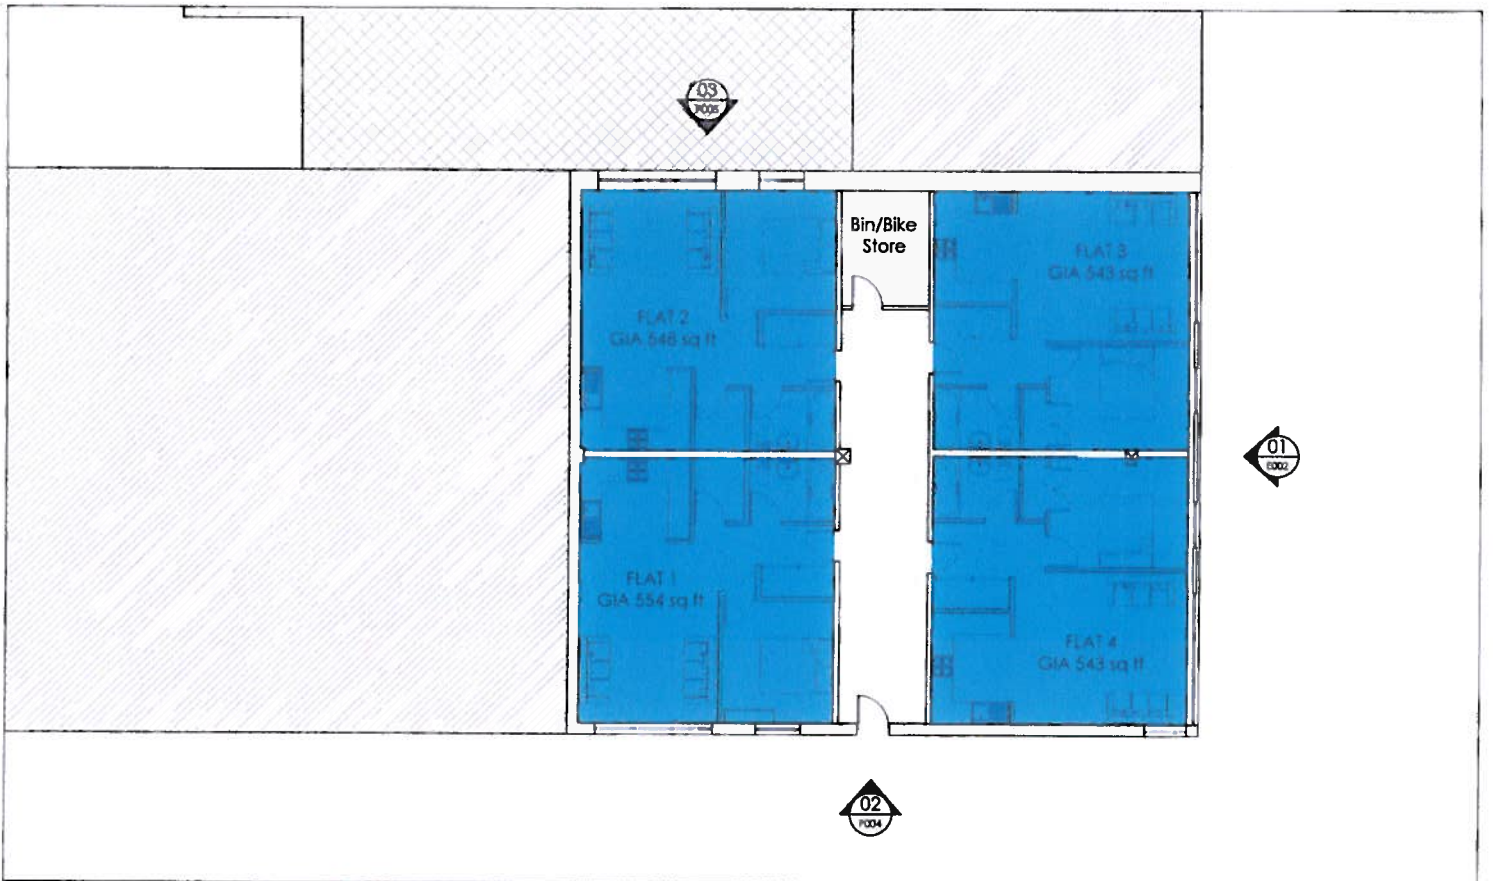 03
P005
Bin/Bike
Store
FLAT 3
GIA 543 sq ft
FLAT 2
GIA 548 sq ft
01
FLAT 1
GIA 554 sq ft
FLAT 4
GIA 543 sq ft
02
P004